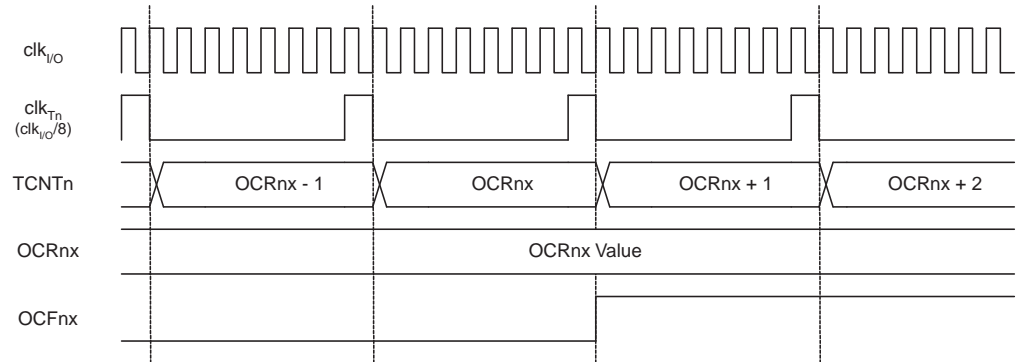 clkI/O
clkTn
(clkI/O/8)
TCNTn OCRnx - 1 OCRnx OCRnx + 1 OCRnx + 2
OCRnx OCRnx Value
OCFnx